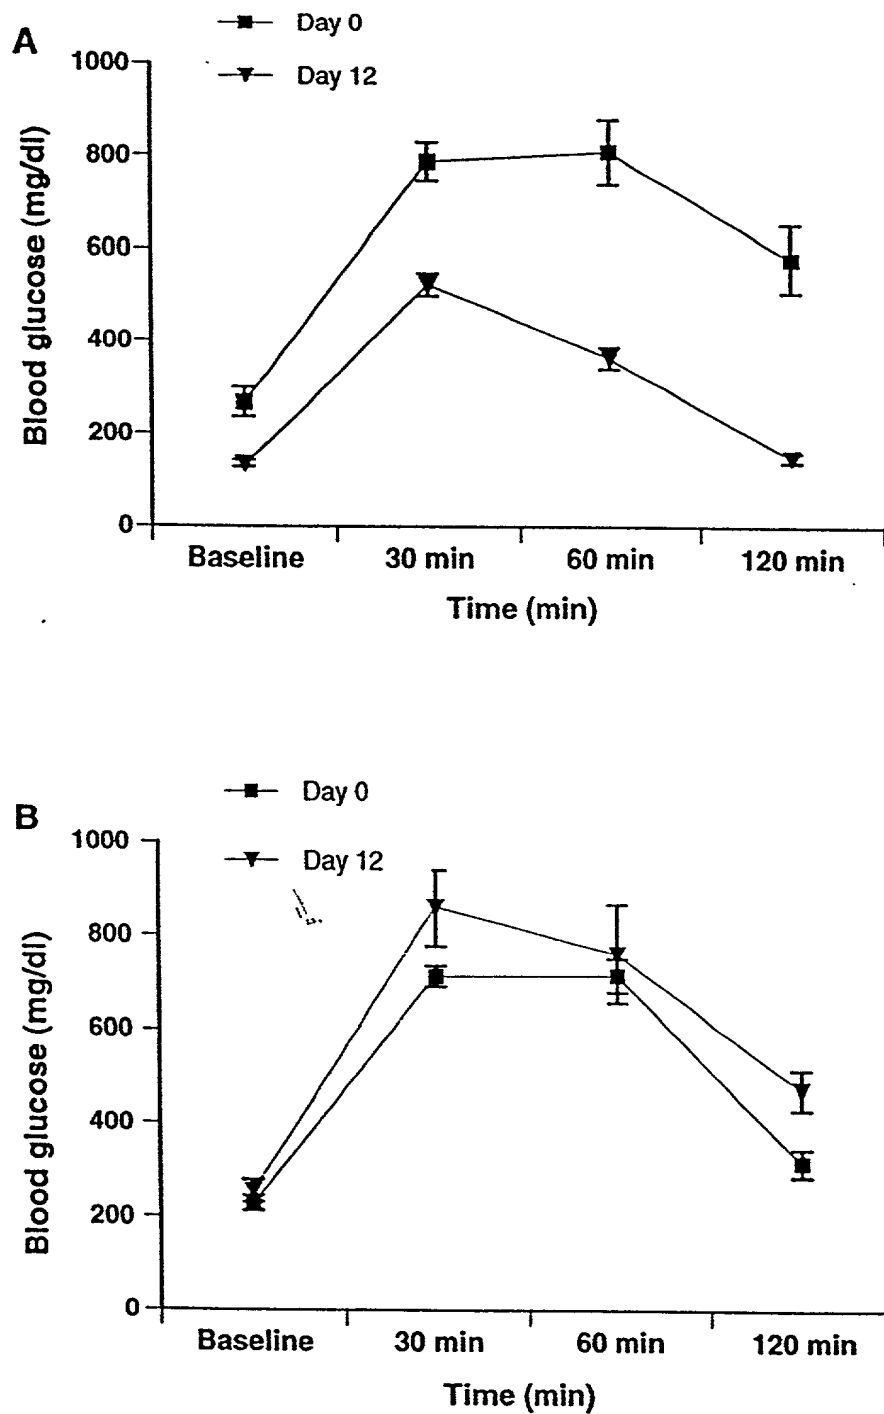 A
Day 0
Day 12
1000
800
600
400
200
0
Blood glucose (mg/dl)
Baseline 30 min 60 min 120 min
Time (min)
B
Day 0
Day 12
1000
800
600
400
200
0
Blood glucose (mg/dl)
Baseline 30 min 60 min 120 min
Time (min)